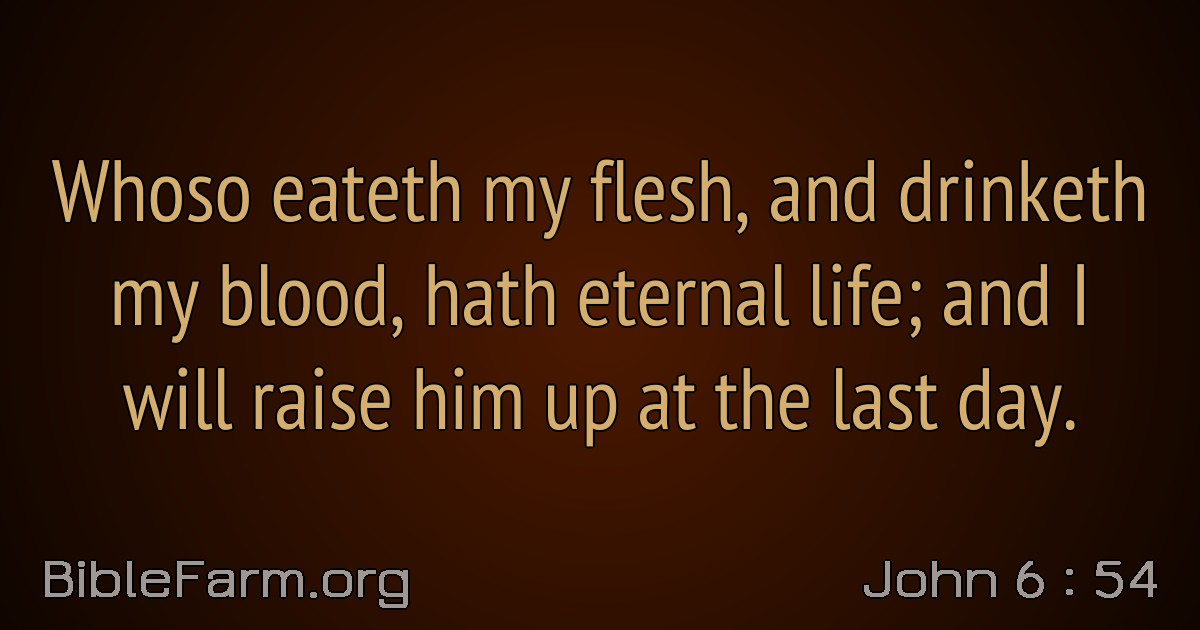 Whoso eateth my flesh, and drinketh
my blood, hath eternal life; and I
will raise him up at the last day.
BibleFarm.org
John 6 : 54